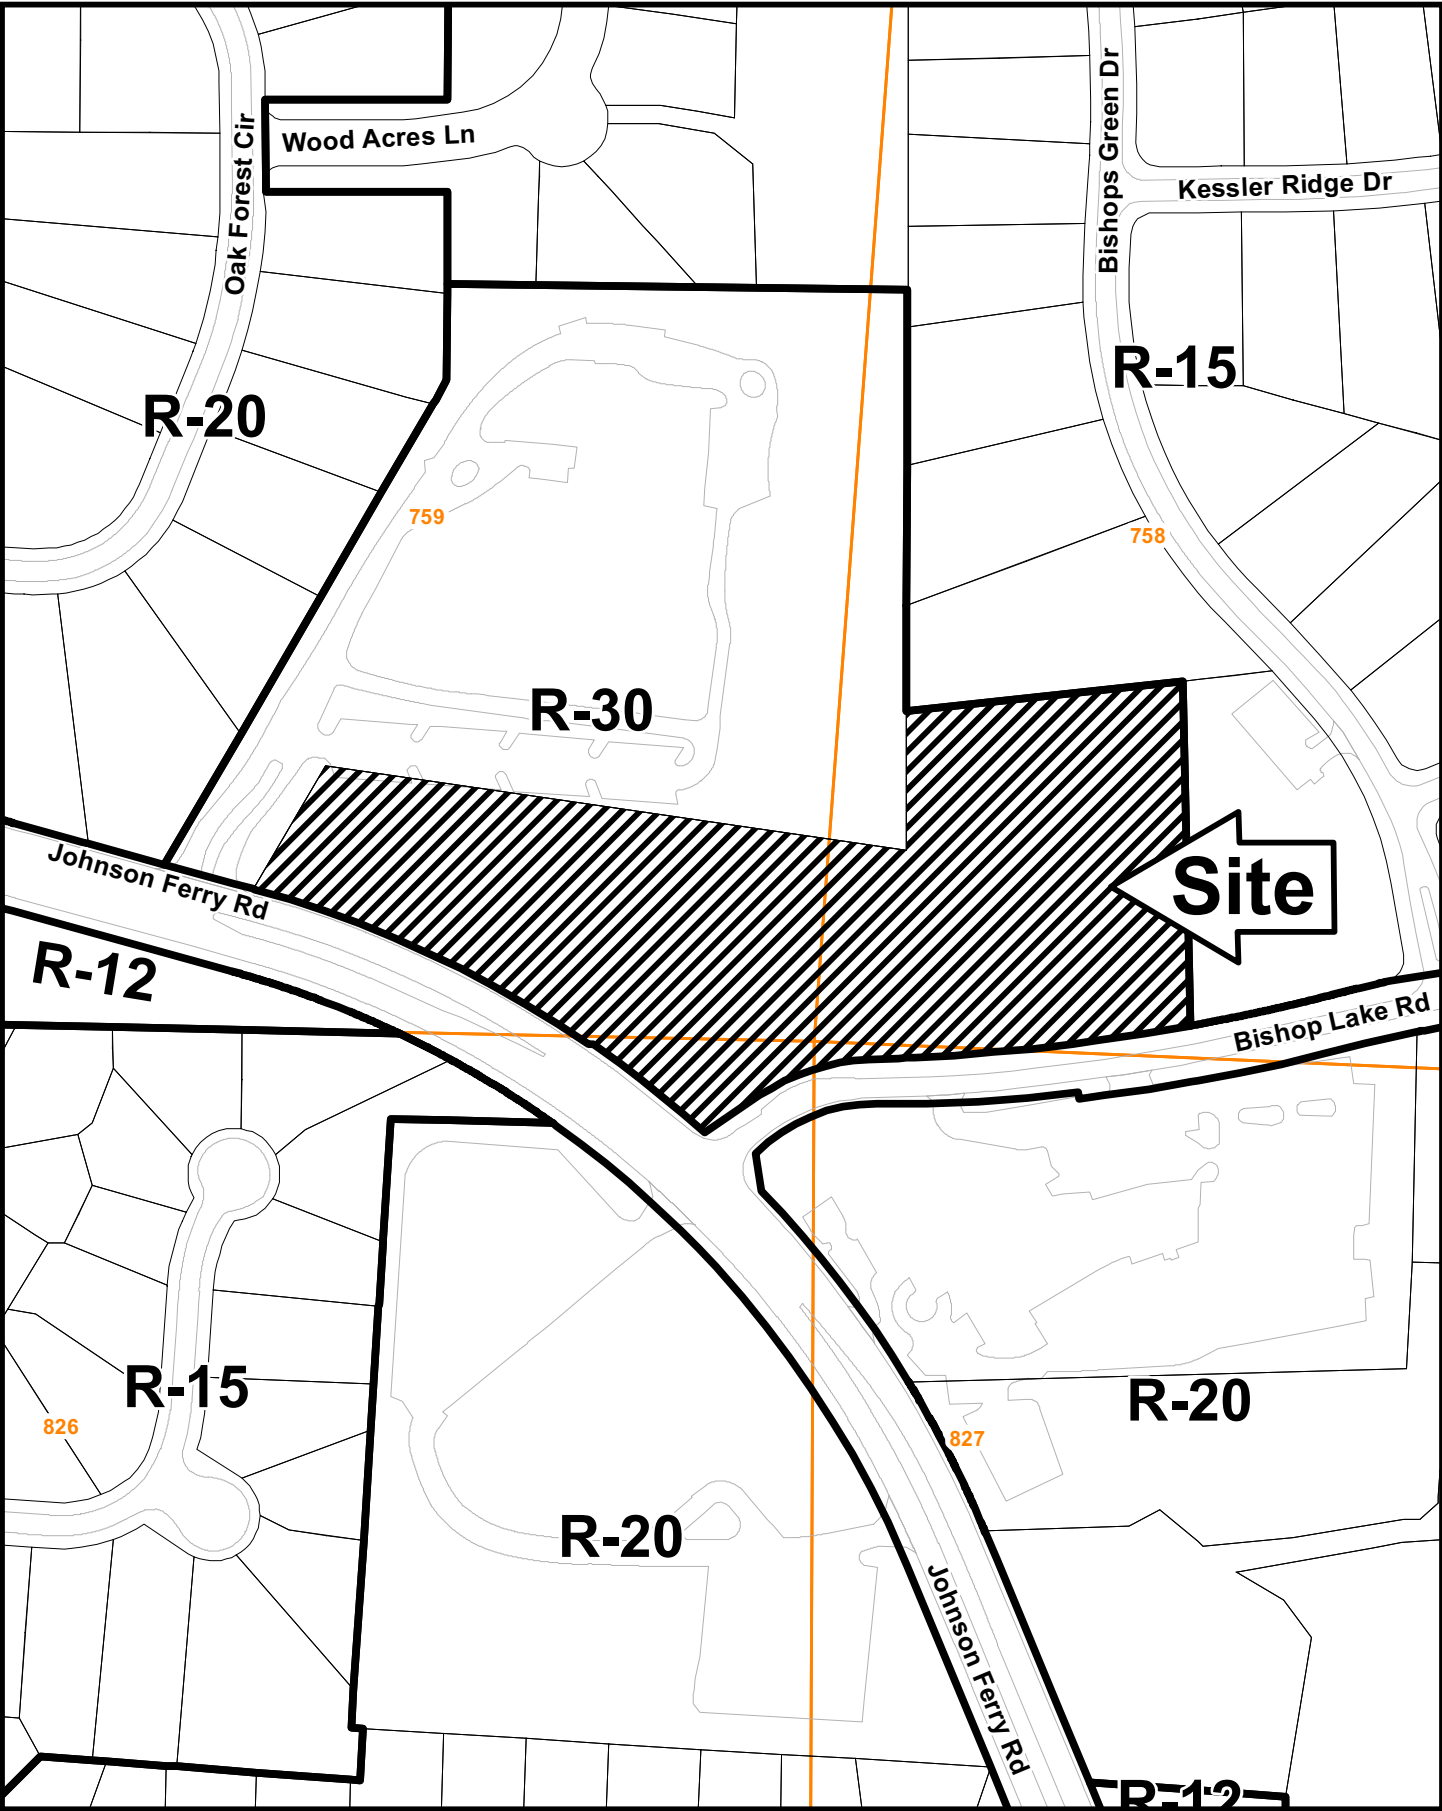 Wood Acres Ln
Oak Forest Cir
Bishops Green Dr
Kessler Ridge Dr
R-15
R-20
759
758
R-30
Johnson Ferry Rd
Site
R-12
Bishop Lake Rd
R-15
826
R-20
827
R-20
Johnson Ferry Rd
R-12